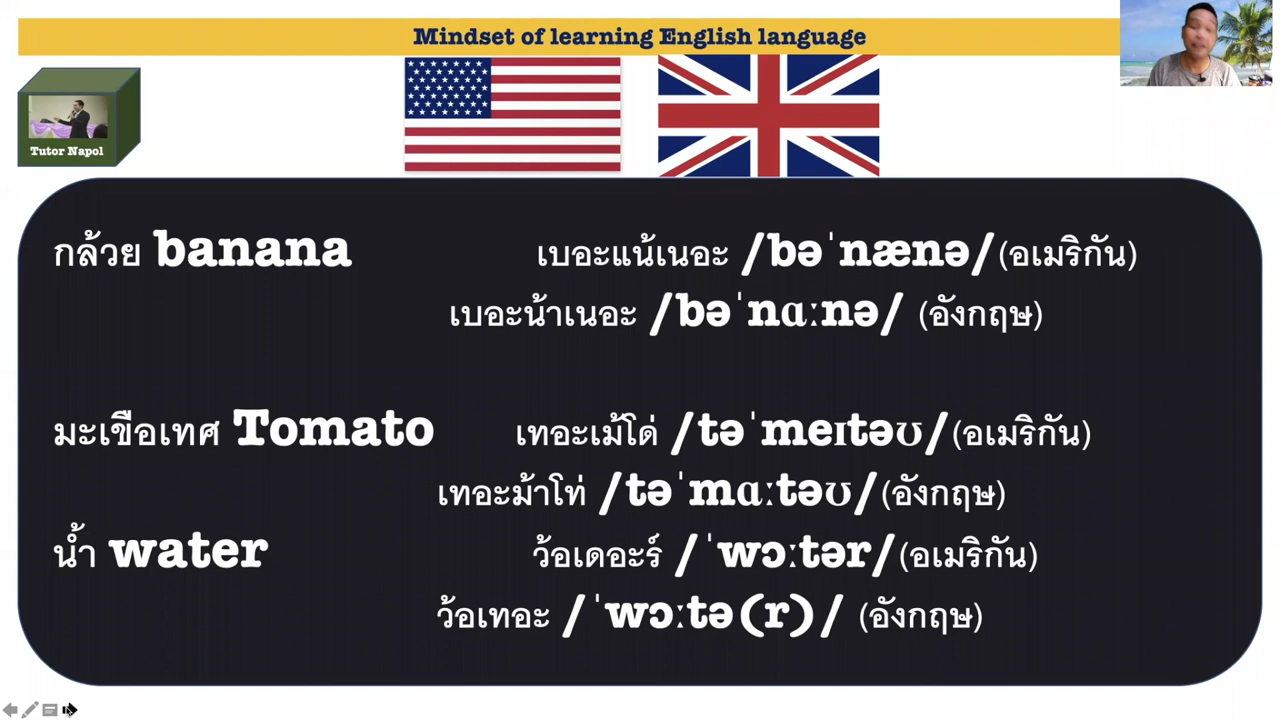 Mindset of learning English language
Tutor Napol
กล้วย banana เบอะแน้เนอะ /bəˈnænə/(อเมริกัน)
เบอะน้าเนอะ /bəˈnɑːnə/ (อังกฤษ)
มะเขือเทศ Tomato เทอะเม้โด่ /təˈmeɪtəʊ/(อเมริกัน)
เทอะม้าโท่ /təˈmɑːtəʊ/(อังกฤษ)
น้ำ water ว้อเดอะร์ /ˈwɔːtər/(อเมริกัน)
ว้อเทอะ /ˈwɔːtə(r)/ (อังกฤษ)